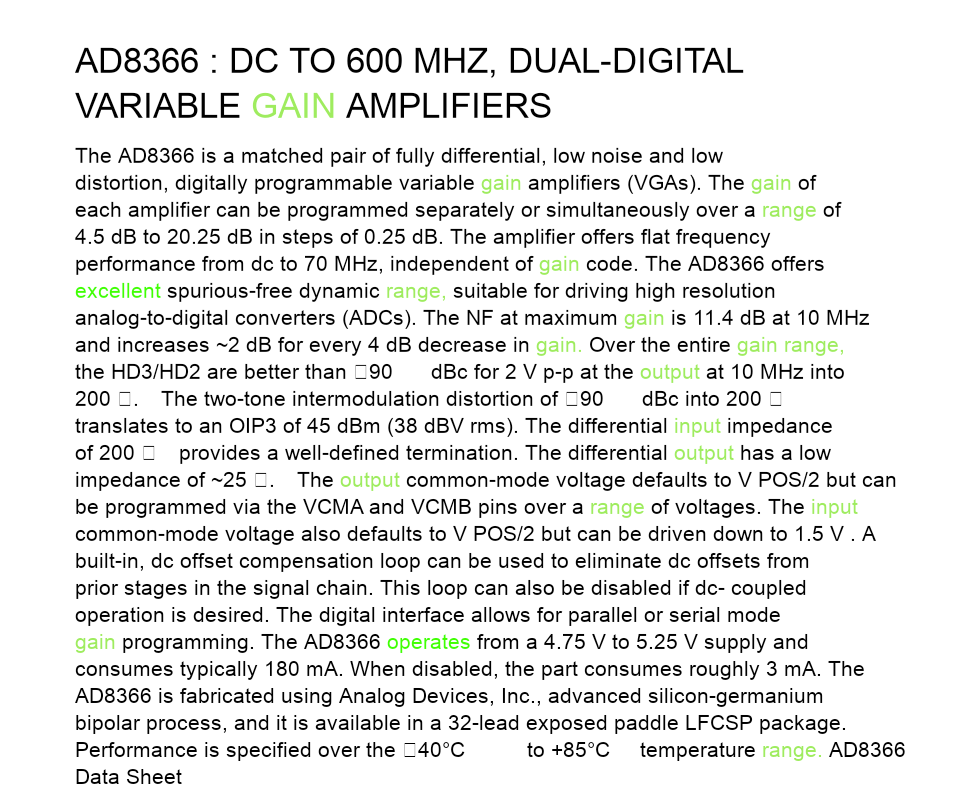 AD8366 : DC TO 600 MHZ, DUAL-DIGITAL
VARIABLE GAIN AMPLIFIERS
The AD8366 is a matched pair of fully differential, low noise and low
distortion, digitally programmable variable gain amplifiers (VGAs). The gain of
each amplifier can be programmed separately or simultaneously over a range of
4.5 dB to 20.25 dB in steps of 0.25 dB. The amplifier offers flat frequency
performance from dc to 70 MHz, independent of gain code. The AD8366 offers
excellent spurious-free dynamic range, suitable for driving high resolution
analog-to-digital converters (ADCs). The NF at maximum gain is 11.4 dB at 10 MHz
and increases ~2 dB for every 4 dB decrease in gain. Over the entire gain range,
the HD3/HD2 are better than □90 dBc for 2 V p-p at the output at 10 MHz into
200 □. The two-tone intermodulation distortion of □90 dBc into 200 □
translates to an OIP3 of 45 dBm (38 dBV rms). The differential input impedance
of 200 □ provides a well-defined termination. The differential output has a low
impedance of ~25 □. The output common-mode voltage defaults to V POS/2 but can
be programmed via the VCMA and VCMB pins over a range of voltages. The input
common-mode voltage also defaults to V POS/2 but can be driven down to 1.5 V . A
built-in, dc offset compensation loop can be used to eliminate dc offsets from
prior stages in the signal chain. This loop can also be disabled if dc- coupled
operation is desired. The digital interface allows for parallel or serial mode
gain programming. The AD8366 operates from a 4.75 V to 5.25 V supply and
consumes typically 180 mA. When disabled, the part consumes roughly 3 mA. The
AD8366 is fabricated using Analog Devices, Inc., advanced silicon-germanium
bipolar process, and it is available in a 32-lead exposed paddle LFCSP package.
Performance is specified over the □40°C to +85°C temperature range. AD8366
Data Sheet